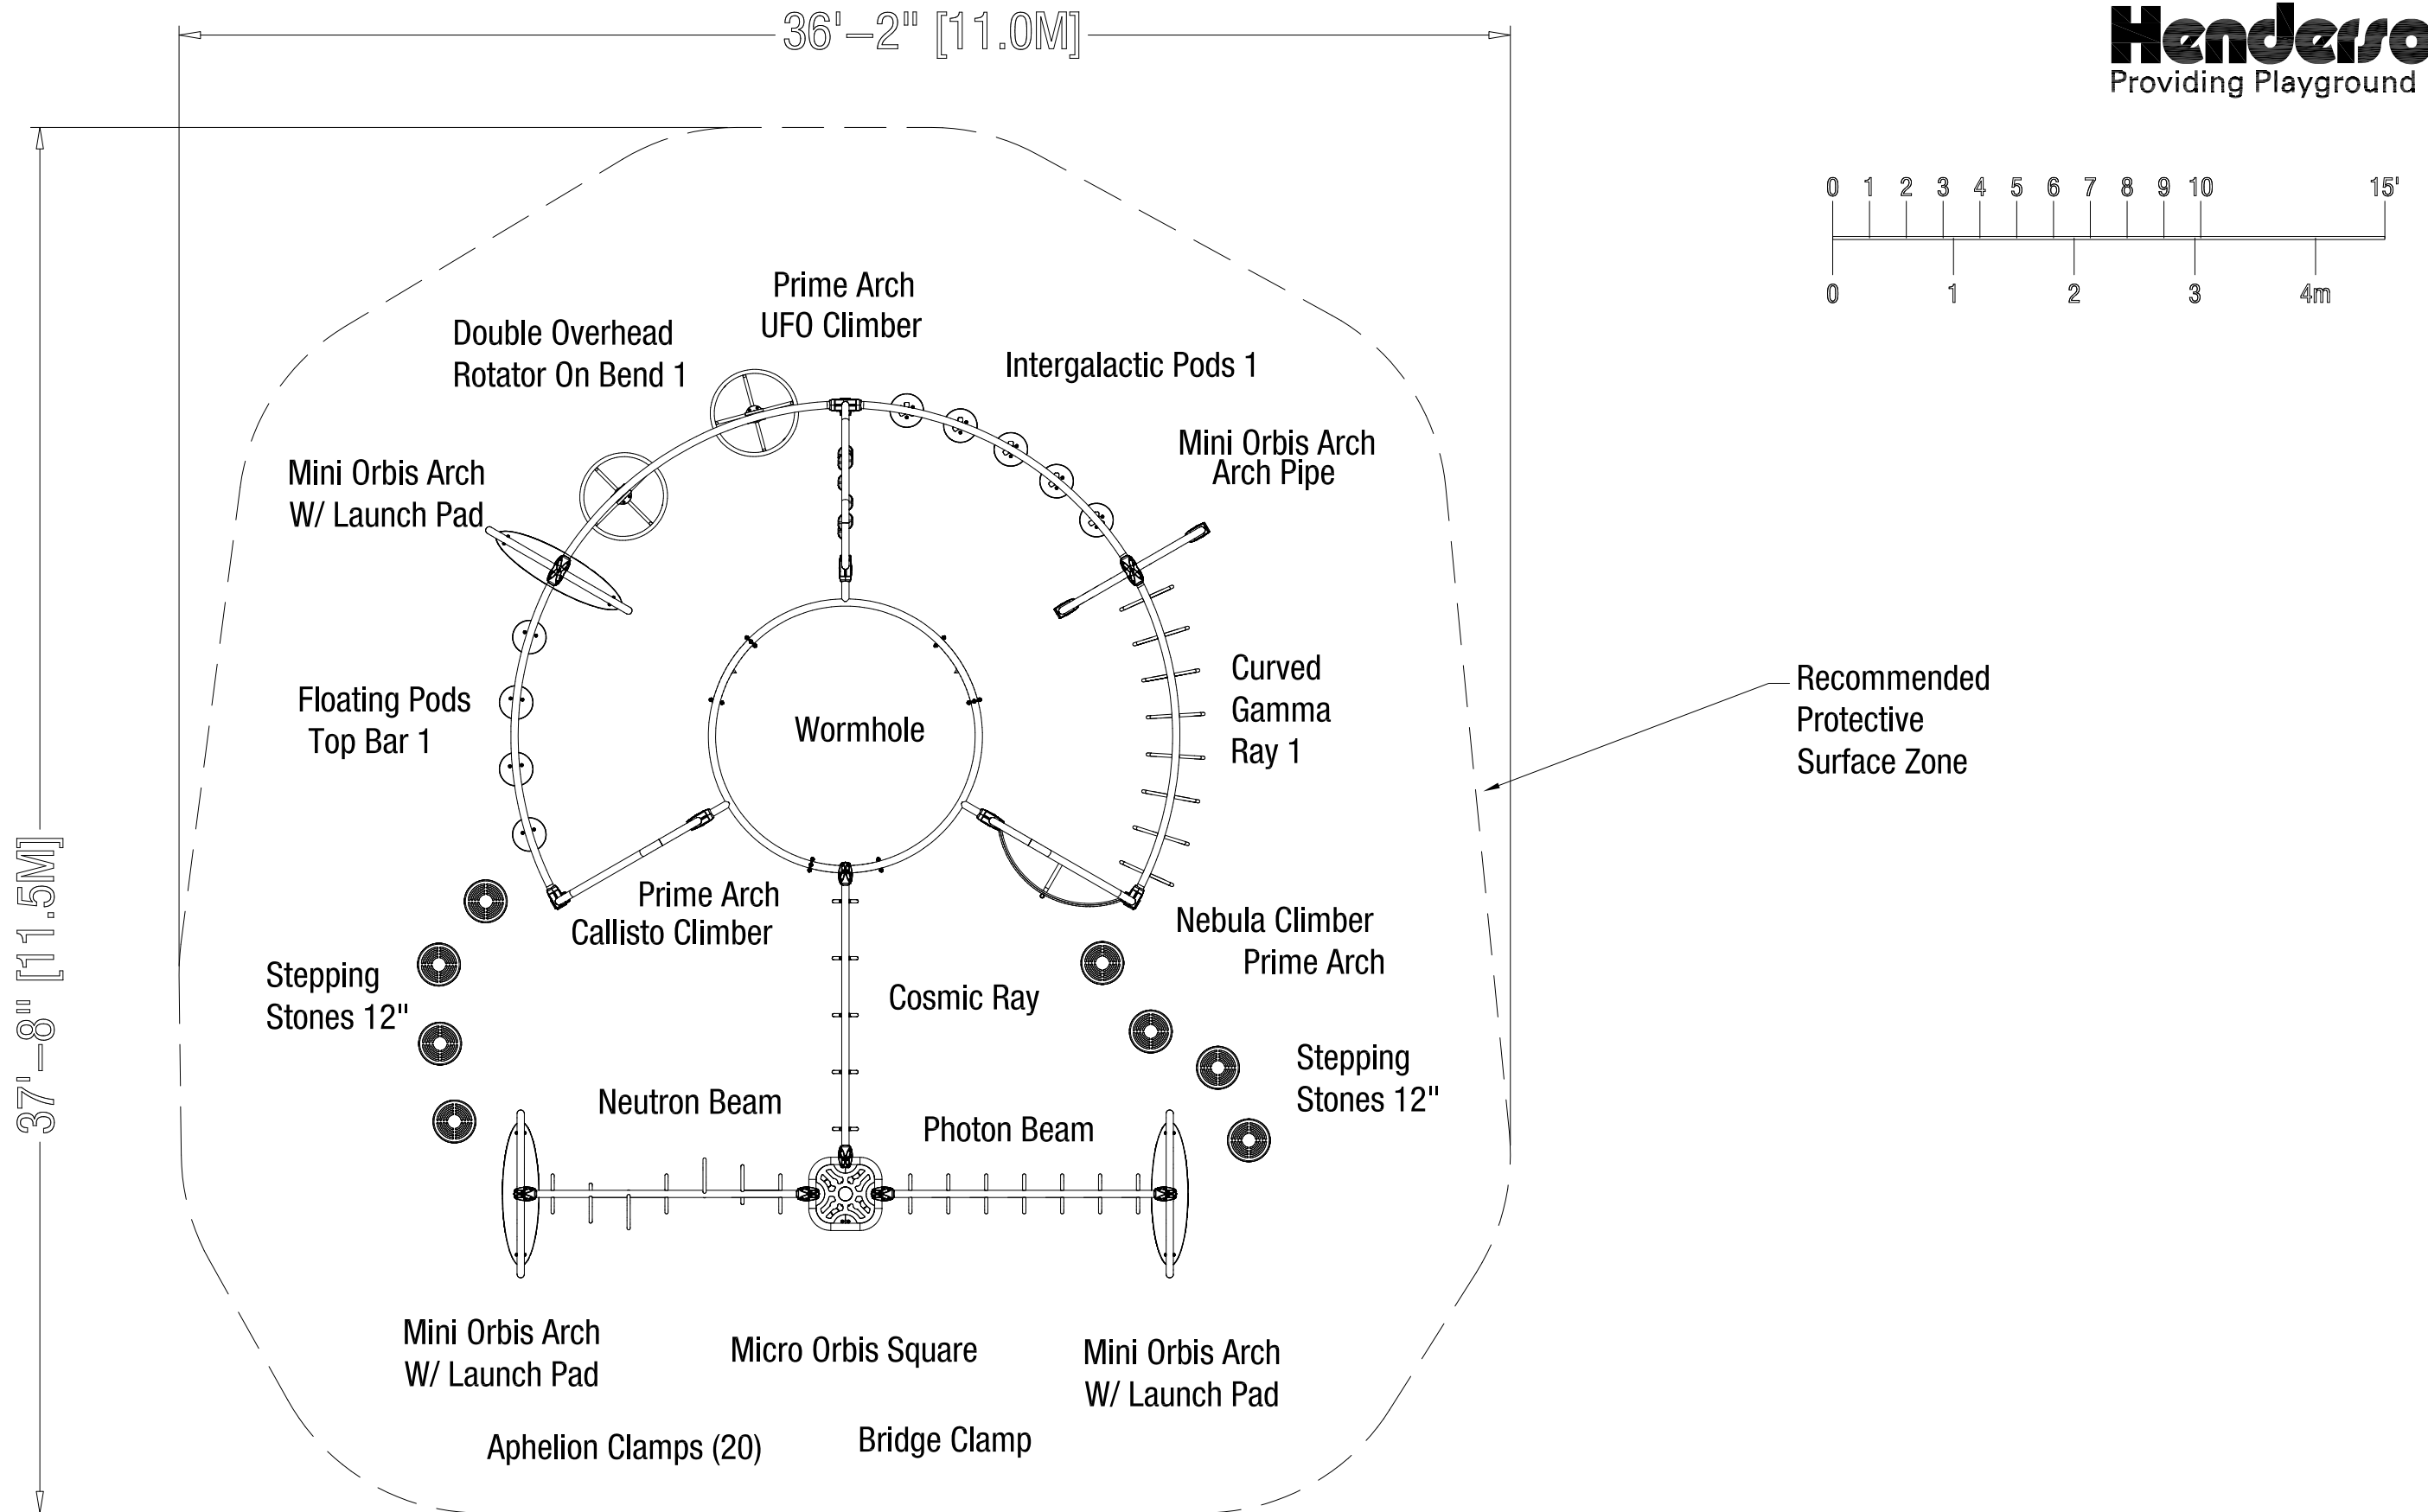 36'–2" [11.0M]
Henderso
Providing Playground
0 1 2 3 4 5 6 7 8 9 10 15'
0 1 2 3 4m
Prime Arch
UFO Climber
Double Overhead
Rotator On Bend 1
Intergalactic Pods 1
Mini Orbis Arch
Arch Pipe
Mini Orbis Arch
W/ Launch Pad
Curved
Gamma
Ray 1
Recommended
Protective
Surface Zone
Floating Pods
Top Bar 1
Wormhole
37'–8" [11.5M]
Prime Arch
Callisto Climber
Nebula Climber
Prime Arch
Stepping
Stones 12"
Cosmic Ray
Stepping
Stones 12"
Neutron Beam
Photon Beam
Mini Orbis Arch
W/ Launch Pad
Micro Orbis Square
Mini Orbis Arch
W/ Launch Pad
Aphelion Clamps (20)
Bridge Clamp